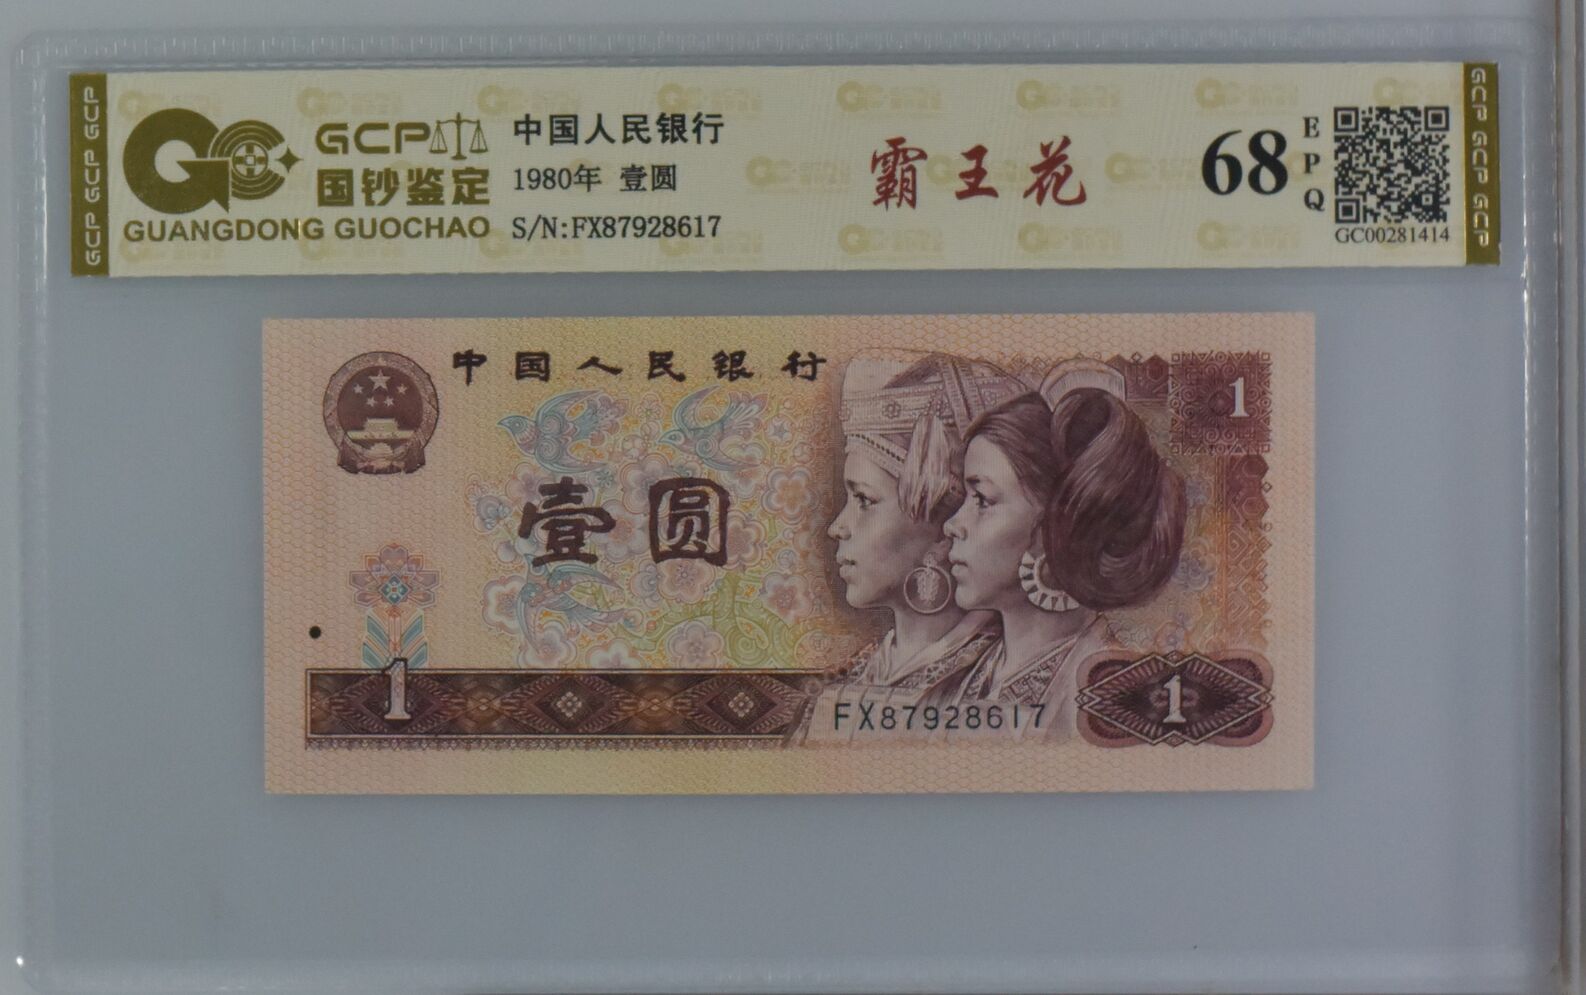 GCP GCP GCP
GCP
国钞鉴定
GUANGDONG GUOCHAO
中国人民银行
1980年 壹圆
S/N:FX87928617
霸王花
68
EPQ
GC00281414
GCP GCP GCP
中国人民银行
1
壹圆
1
FX87928617
1